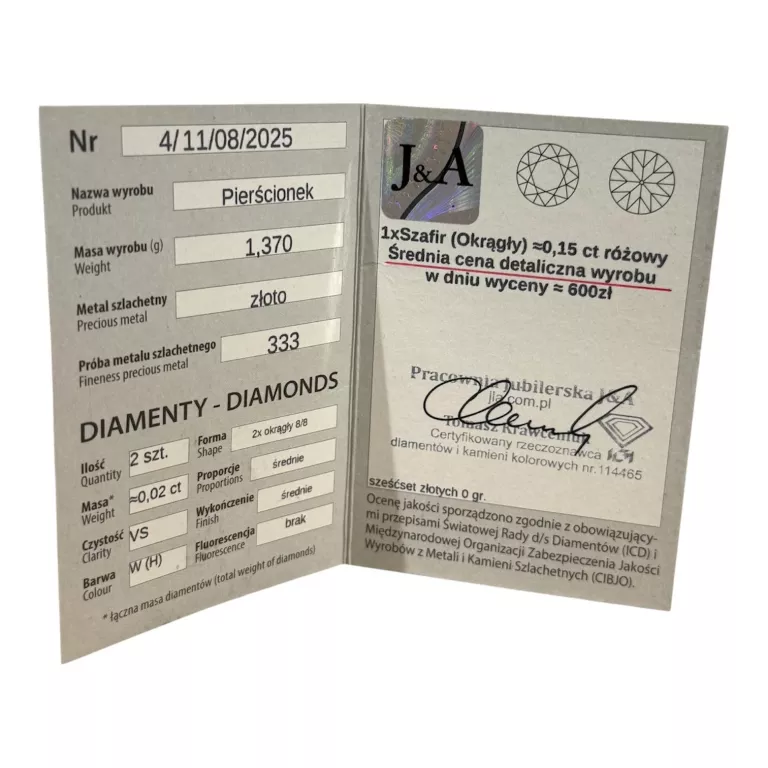 Nr 4/11/08/2025
Nazwa wyrobu Pierścionek
Produkt
Masa wyrobu (g) 1,370
Weight
Metal szlachetny złoto
Precious metal
Próba metalu szlachetnego 333
Fineness precious metal
DIAMENTY - DIAMONDS
Ilość 2 szt.
Quantity
Masa* ≈0,02 ct
Weight
Czystość VS
Clarity
Barwa W (H)
Colour
Forma 2x okrągły 8/8
Shape
Proporcje średnie
Proportions
Wykończenie średnie
Finish
Fluorescencja brak
Fluorescence
* łączna masa diamentów (total weight of diamonds)
J&A
1xSzafir (Okrągły) ≈0,15 ct różowy
Średnia cena detaliczna wyrobu
w dniu wyceny ≈ 600zł
Pracownia Jubilerska J&A
jla.com.pl
Tomasz Krawcenluk
Certyfikowany rzeczoznawca
diamentów i kamieni kolorowych nr.114465
sześćset złotych 0 gr.
Ocenę jakości sporządzono zgodnie z obowiązujący-
mi przepisami Światowej Rady d/s Diamentów (ICD) i
Międzynarodowej Organizacji Zabezpieczenia Jakości
Wyrobów z Metali i Kamieni Szlachetnych (CIBJO).